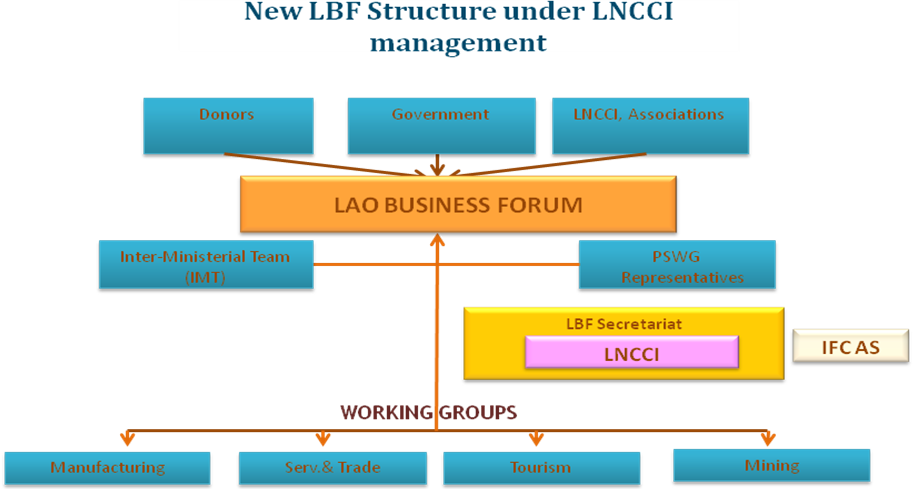 New LBF Structure under LNCCI
management
Donors
Government
LNCCI, Associations
LAO BUSINESS FORUM
Inter-Ministerial Team
(IMT)
PSWG
Representatives
LBF Secretariat
LNCCI
IFC AS
WORKING GROUPS
Manufacturing
Serv.& Trade
Tourism
Mining